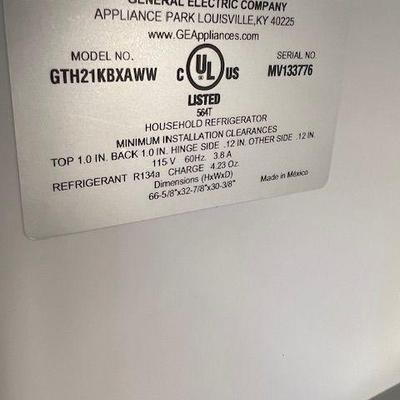 GENERAL ELECTRIC COMPANY
APPLIANCE PARK LOUISVILLE, KY 40225
www.GEAppliances.com
MODEL NO.
GTH21KBXAWW
C UL US
LISTED
564T
SERIAL NO.
MV133776
HOUSEHOLD REFRIGERATOR
MINIMUM INSTALLATION CLEARANCES
TOP 1.0 IN. BACK 1.0 IN. HINGE SIDE .12 IN. OTHER SIDE .12 IN.
115 V 60Hz. 3.8 A
REFRIGERANT R134a CHARGE 4.23 Oz.
Dimensions (HxWxD)
66-5/8"x32-7/8"x30-3/8"
Made in México